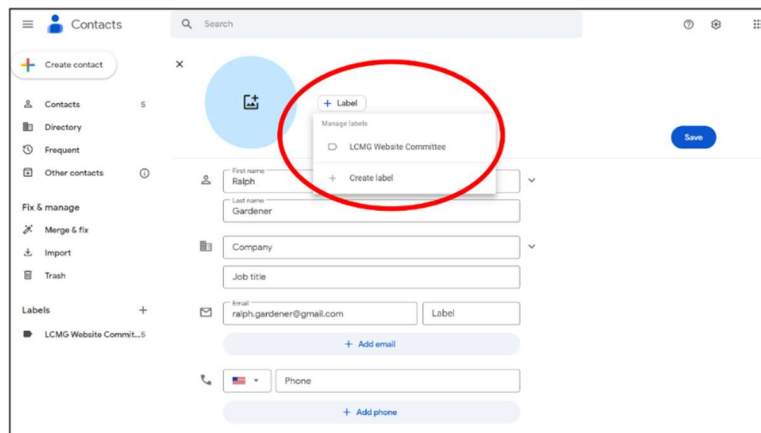 Contacts
Search
Create contact
Contacts 5
Directory
Frequent
Other contacts
Fix & manage
Merge & fix
Import
Trash
Labels +
LCMG Website Commit...5
+ Label
Manage labels
LCMG Website Committee
+ Create label
Save
First name
Ralph
Last name
Gardener
Company
Job title
Email
ralph.gardener@gmail.com
Label
+ Add email
Phone
+ Add phone